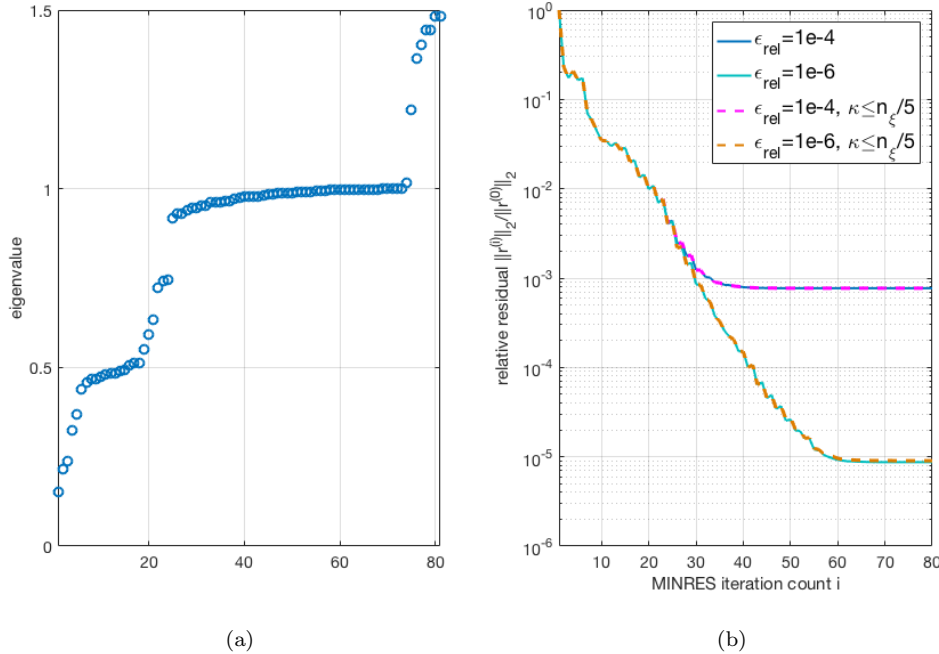 1.5
1
0.5
0
eigenvalue
20
40
60
80
(a)
10^0
10^-1
10^-2
10^-3
10^-4
10^-5
10^-6
relative residual ||r^(i)||_2/||r^(0)||_2
ϵ_rel=1e-4
ϵ_rel=1e-6
ϵ_rel=1e-4, κ≤n_ξ/5
ϵ_rel=1e-6, κ≤n_ξ/5
10
20
30
40
50
60
70
80
MINRES iteration count i
(b)